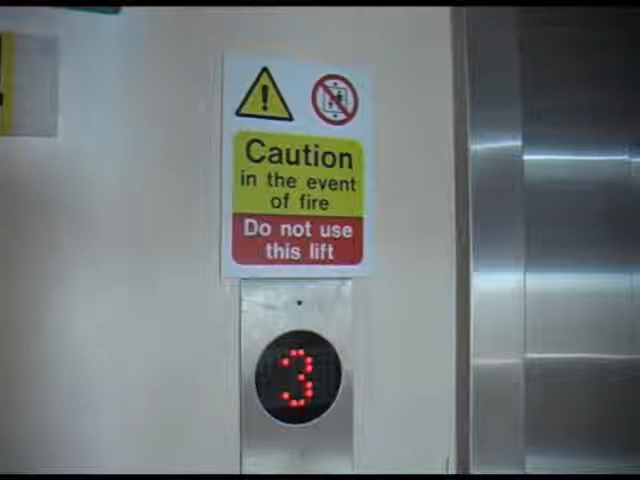 Caution
in the event
of fire
Do not use
this lift
3